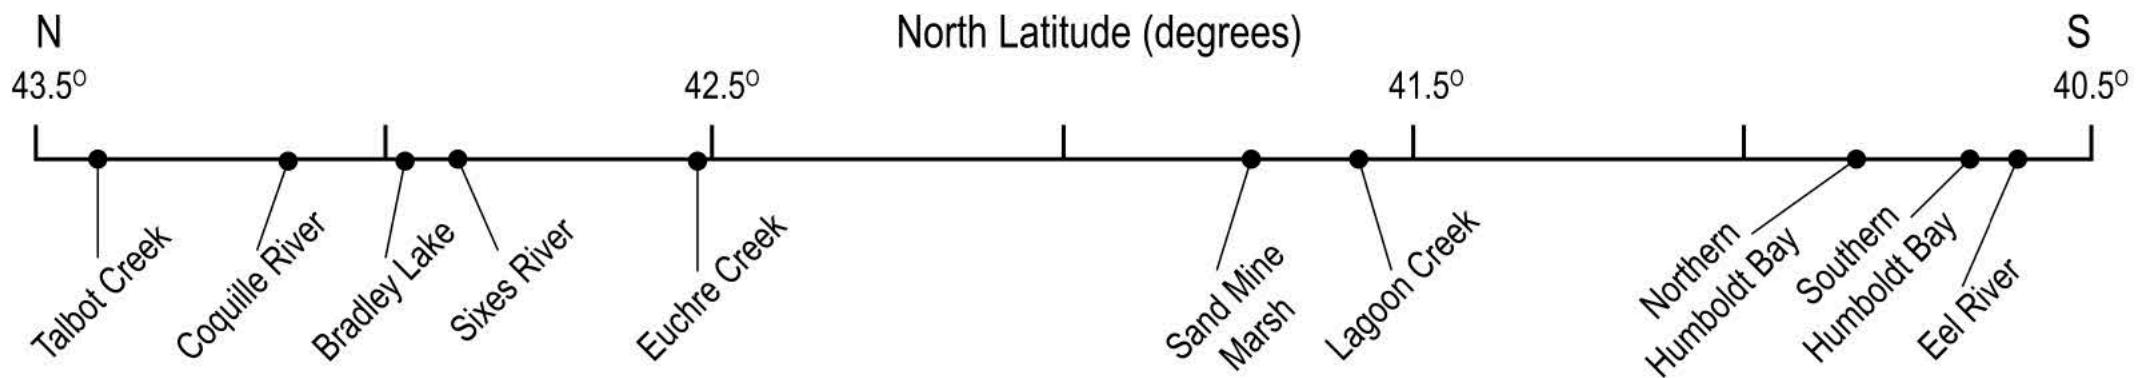 N
North Latitude (degrees)
S
43.5°
42.5°
41.5°
40.5°
Talbot Creek
Coquille River
Bradley Lake
Sixes River
Euchre Creek
Sand Mine
Marsh
Lagoon Creek
Northern
Humboldt Bay
Southern
Humboldt Bay
Eel River